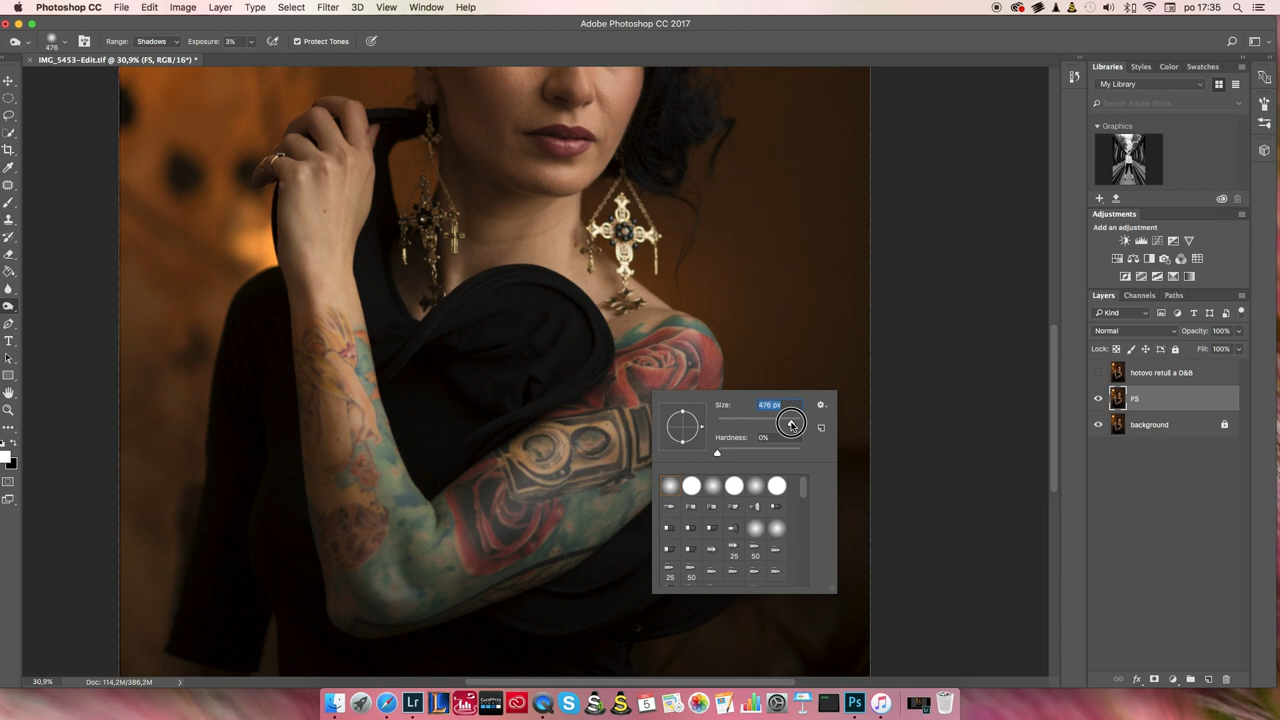 Photoshop CC File Edit Image Layer Type Select Filter 3D View Window Help po 17:35
Adobe Photoshop CC 2017
476 Range: Shadows Exposure: 3% Protect Tones
× IMG_5453-Edit.tif @ 30,9% (FS, RGB/16*) *
Libraries Styles Color Swatches
My Library
Search Adobe Stock
Graphics
Adjustments
Add an adjustment
Layers Channels Paths
Kind
Normal Opacity: 100%
Lock: Fill: 100%
hotovo retuš a D&B
FS
background
Size: 476 px
Hardness: 0%
25 50
25 50
30,9% Doc: 114,2M/386,2M
Lr GoPro 5 Ps